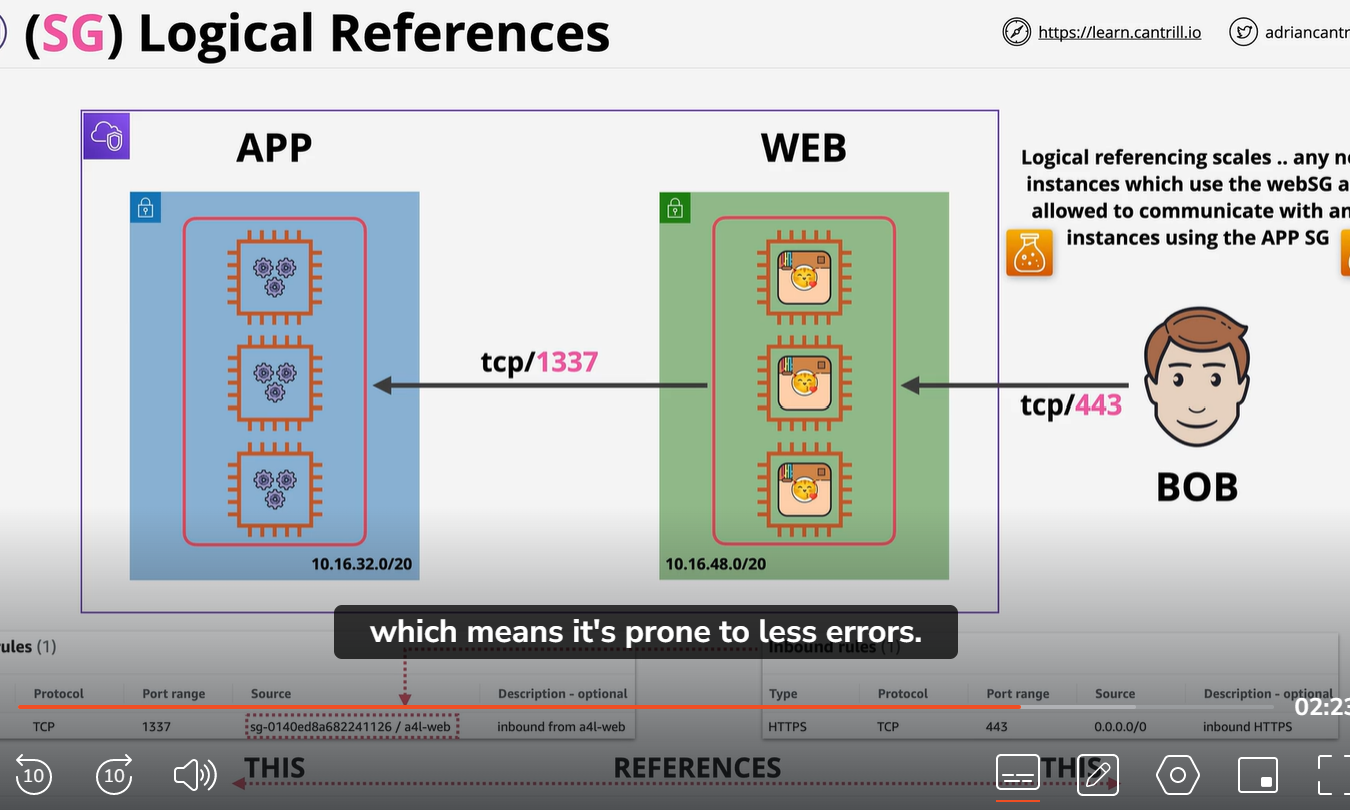 (SG) Logical References
https://learn.cantrill.io
adriancantr
APP
WEB
Logical referencing scales .. any
instances which use the webSG
allowed to communicate with
instances using the APP SG
tcp/1337
tcp/443
BOB
10.16.32.0/20
10.16.48.0/20
which means it's prone to less errors.
ules (1)
Inbound rules (1)
Protocol Port range Source Description - optional
TCP 1337 sg-0140ed8a682241126 / a4l-web inbound from a4l-web
Type Protocol Port range Source Description - optional
HTTPS TCP 443 0.0.0.0/0 inbound HTTPS
02:23
10
10
THIS REFERENCES THIS